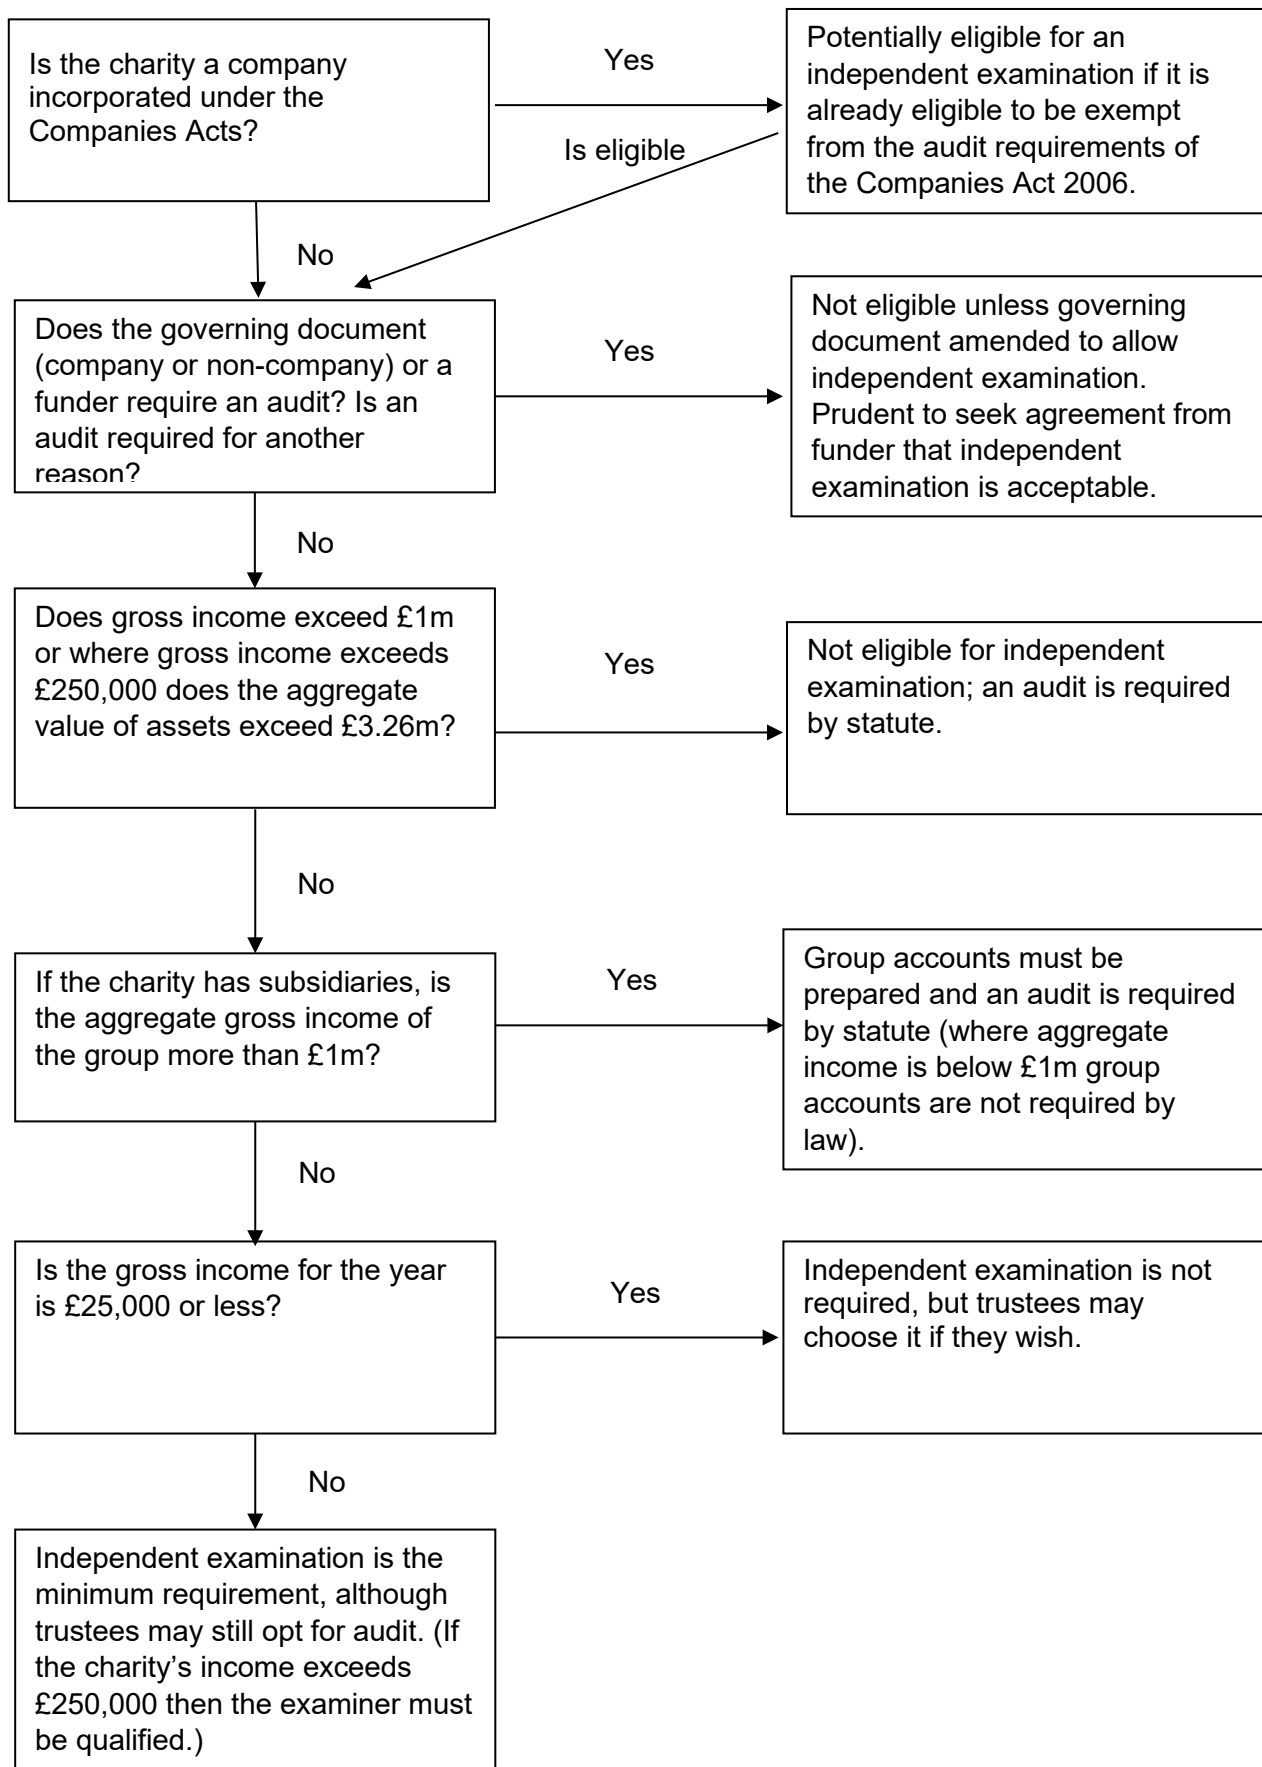 Is the charity a company
incorporated under the
Companies Acts?
Yes
Potentially eligible for an
independent examination if it is
already eligible to be exempt
from the audit requirements of
the Companies Act 2006.
Is eligible
No
Does the governing document
(company or non-company) or a
funder require an audit? Is an
audit required for another
reason?
Yes
Not eligible unless governing
document amended to allow
independent examination.
Prudent to seek agreement from
funder that independent
examination is acceptable.
No
Does gross income exceed £1m
or where gross income exceeds
£250,000 does the aggregate
value of assets exceed £3.26m?
Yes
Not eligible for independent
examination; an audit is required
by statute.
No
If the charity has subsidiaries, is
the aggregate gross income of
the group more than £1m?
Yes
Group accounts must be
prepared and an audit is required
by statute (where aggregate
income is below £1m group
accounts are not required by
law).
No
Is the gross income for the year
is £25,000 or less?
Yes
Independent examination is not
required, but trustees may
choose it if they wish.
No
Independent examination is the
minimum requirement, although
trustees may still opt for audit. (If
the charity’s income exceeds
£250,000 then the examiner must
be qualified.)